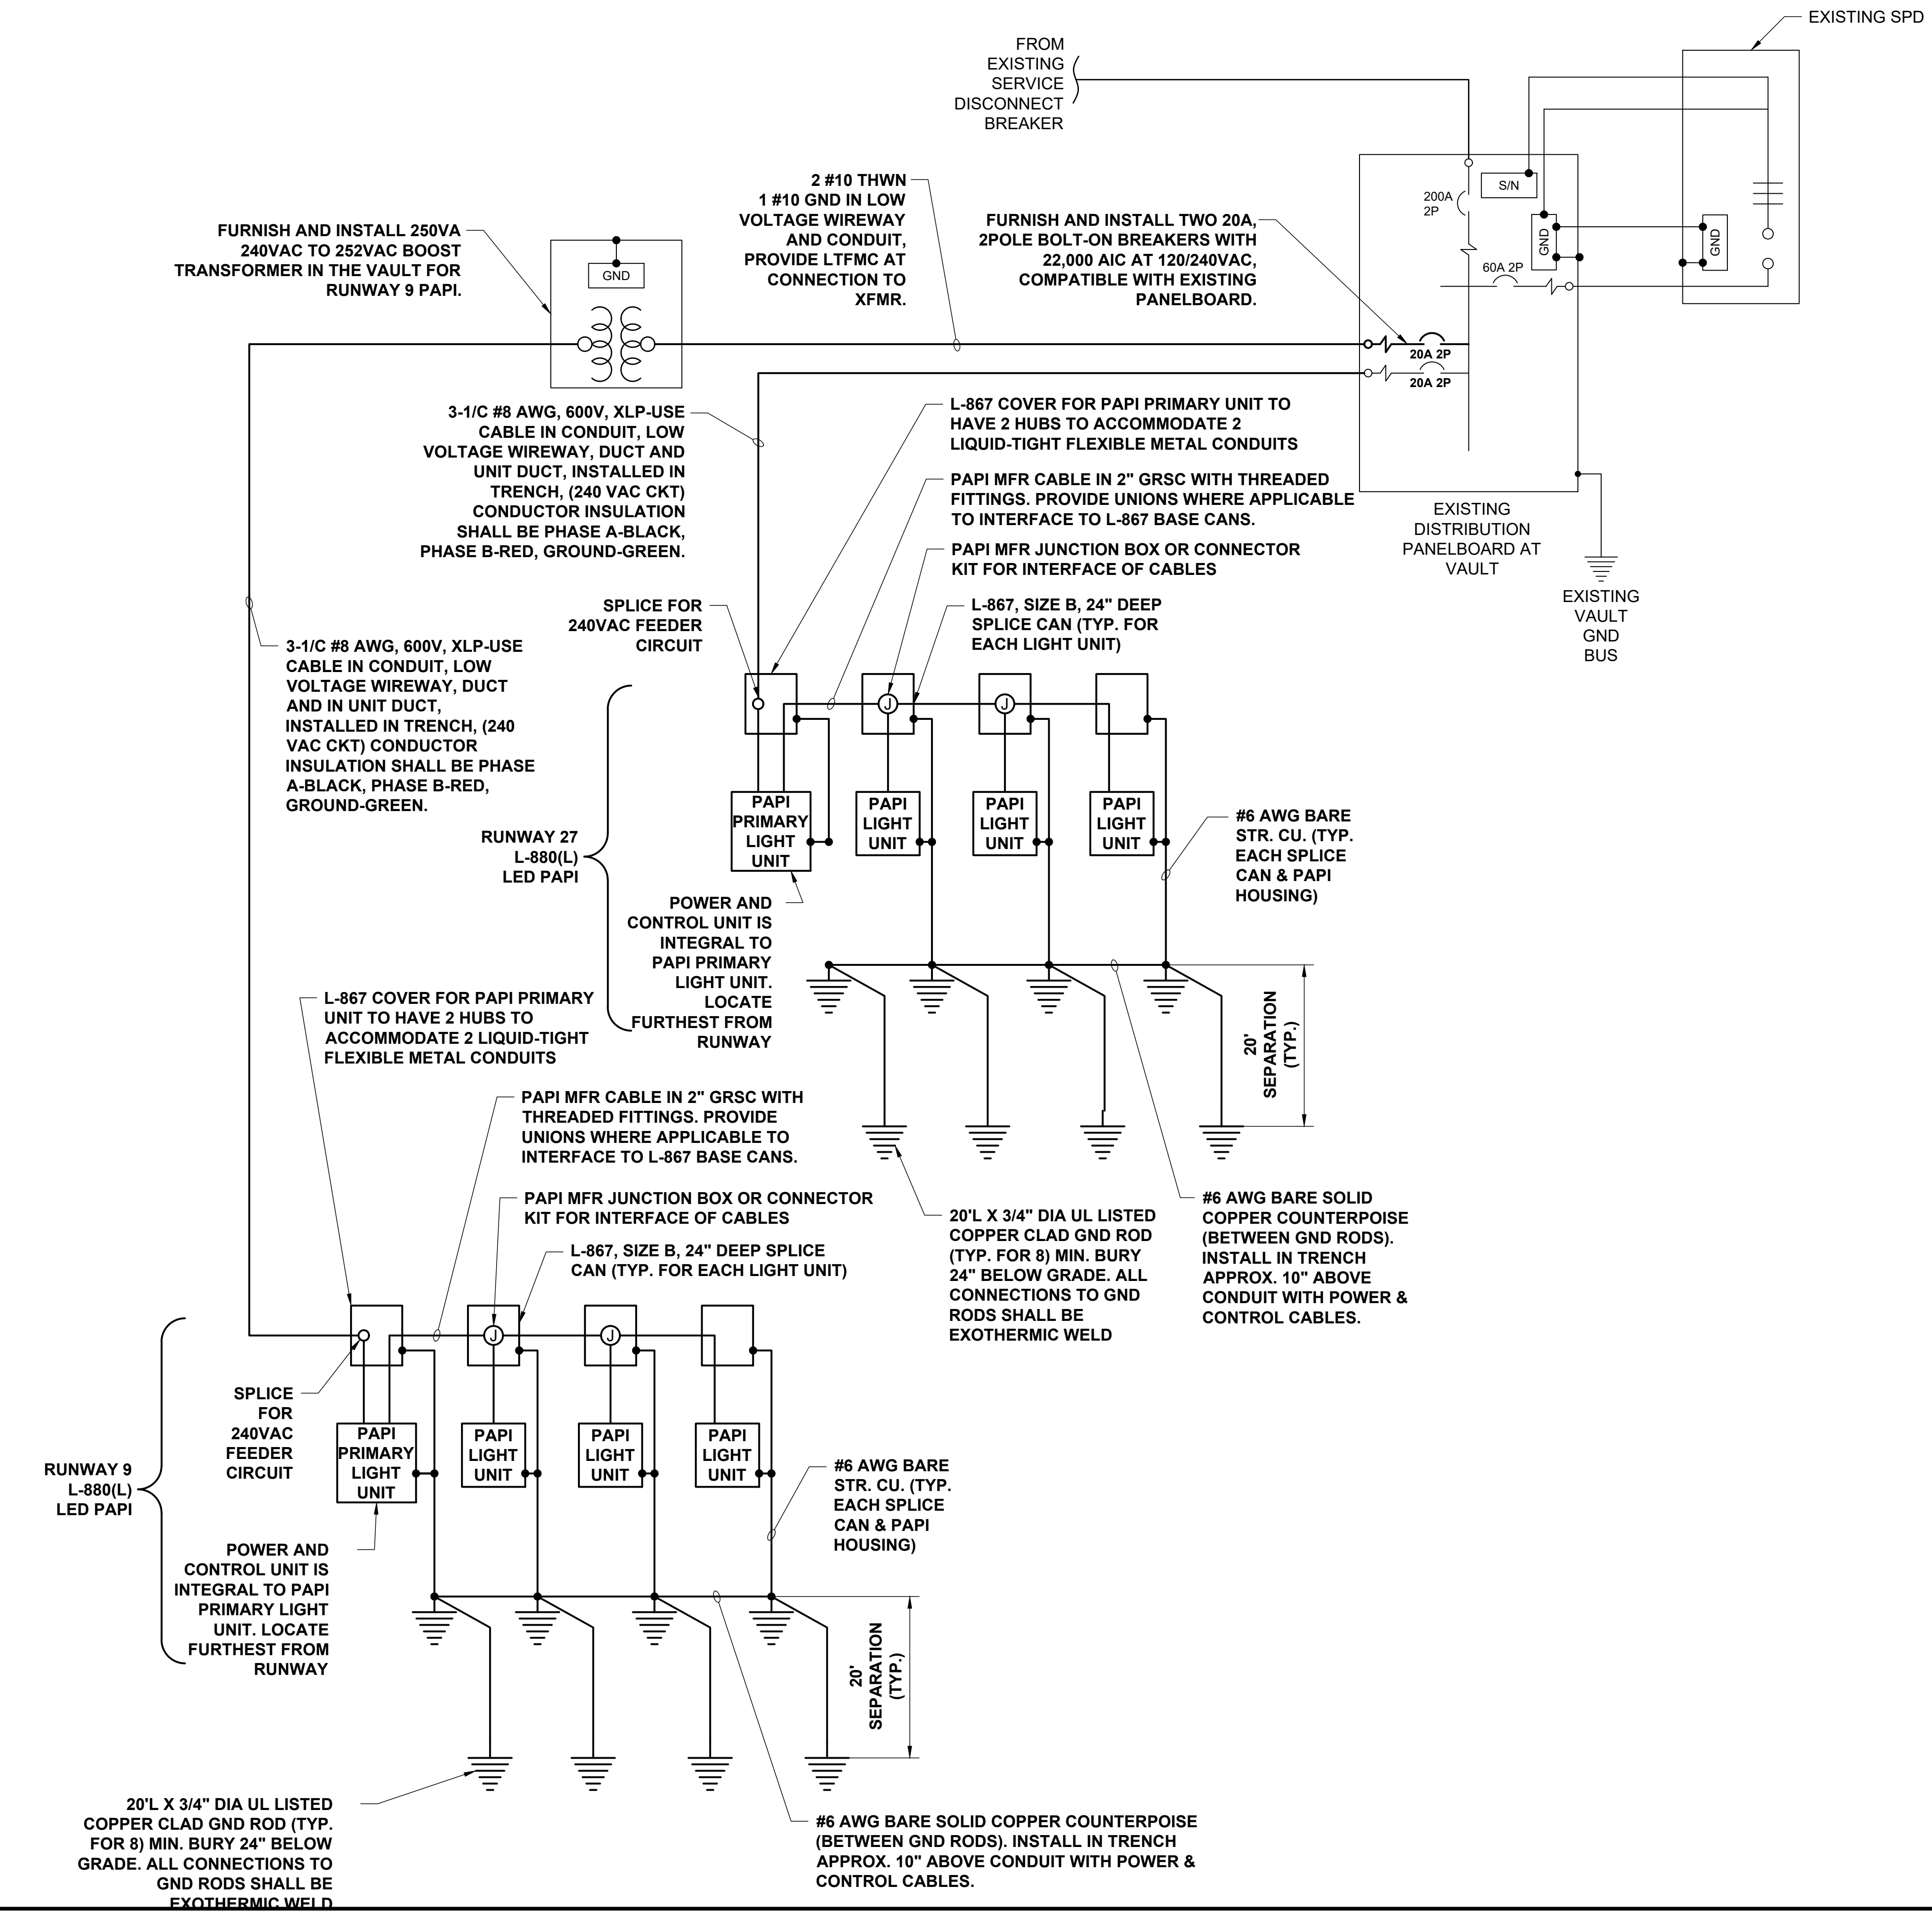 EXISTING SPD
FROM
EXISTING
SERVICE
DISCONNECT
BREAKER
2 #10 THWN
1 #10 GND IN LOW
VOLTAGE WIREWAY
AND CONDUIT,
PROVIDE LTFMC AT
CONNECTION TO
XFMR.
FURNISH AND INSTALL TWO 20A,
2POLE BOLT-ON BREAKERS WITH
22,000 AIC AT 120/240VAC,
COMPATIBLE WITH EXISTING
PANELBOARD.
FURNISH AND INSTALL 250VA
240VAC TO 252VAC BOOST
TRANSFORMER IN THE VAULT FOR
RUNWAY 9 PAPI.
GND
200A
2P
S/N
GND
GND
60A 2P
20A 2P
20A 2P
3-1/C #8 AWG, 600V, XLP-USE
CABLE IN CONDUIT, LOW
VOLTAGE WIREWAY, DUCT AND
UNIT DUCT, INSTALLED IN
TRENCH, (240 VAC CKT)
CONDUCTOR INSULATION
SHALL BE PHASE A-BLACK,
PHASE B-RED, GROUND-GREEN.
L-867 COVER FOR PAPI PRIMARY UNIT TO
HAVE 2 HUBS TO ACCOMMODATE 2
LIQUID-TIGHT FLEXIBLE METAL CONDUITS
PAPI MFR CABLE IN 2" GRSC WITH THREADED
FITTINGS. PROVIDE UNIONS WHERE APPLICABLE
TO INTERFACE TO L-867 BASE CANS.
PAPI MFR JUNCTION BOX OR CONNECTOR
KIT FOR INTERFACE OF CABLES
L-867, SIZE B, 24" DEEP
SPLICE CAN (TYP. FOR
EACH LIGHT UNIT)
EXISTING
DISTRIBUTION
PANELBOARD AT
VAULT
EXISTING
VAULT
GND
BUS
SPLICE FOR
240VAC FEEDER
CIRCUIT
3-1/C #8 AWG, 600V, XLP-USE
CABLE IN CONDUIT, LOW
VOLTAGE WIREWAY, DUCT
AND IN UNIT DUCT,
INSTALLED IN TRENCH, (240
VAC CKT) CONDUCTOR
INSULATION SHALL BE PHASE
A-BLACK, PHASE B-RED,
GROUND-GREEN.
J
J
RUNWAY 27
L-880(L)
LED PAPI
PAPI
PRIMARY
LIGHT
UNIT
PAPI
LIGHT
UNIT
PAPI
LIGHT
UNIT
PAPI
LIGHT
UNIT
#6 AWG BARE
STR. CU. (TYP.
EACH SPLICE
CAN & PAPI
HOUSING)
POWER AND
CONTROL UNIT IS
INTEGRAL TO
PAPI PRIMARY
LIGHT UNIT.
LOCATE
FURTHEST FROM
RUNWAY
20'
SEPARATION
(TYP.)
L-867 COVER FOR PAPI PRIMARY
UNIT TO HAVE 2 HUBS TO
ACCOMMODATE 2 LIQUID-TIGHT
FLEXIBLE METAL CONDUITS
PAPI MFR CABLE IN 2" GRSC WITH
THREADED FITTINGS. PROVIDE
UNIONS WHERE APPLICABLE TO
INTERFACE TO L-867 BASE CANS.
PAPI MFR JUNCTION BOX OR CONNECTOR
KIT FOR INTERFACE OF CABLES
L-867, SIZE B, 24" DEEP SPLICE
CAN (TYP. FOR EACH LIGHT UNIT)
20'L X 3/4" DIA UL LISTED
COPPER CLAD GND ROD
(TYP. FOR 8) MIN. BURY
24" BELOW GRADE. ALL
CONNECTIONS TO GND
RODS SHALL BE
EXOTHERMIC WELD
#6 AWG BARE SOLID
COPPER COUNTERPOISE
(BETWEEN GND RODS).
INSTALL IN TRENCH
APPROX. 10" ABOVE
CONDUIT WITH POWER &
CONTROL CABLES.
J
J
SPLICE
FOR
240VAC
FEEDER
CIRCUIT
RUNWAY 9
L-880(L)
LED PAPI
PAPI
PRIMARY
LIGHT
UNIT
PAPI
LIGHT
UNIT
PAPI
LIGHT
UNIT
PAPI
LIGHT
UNIT
#6 AWG BARE
STR. CU. (TYP.
EACH SPLICE
CAN & PAPI
HOUSING)
POWER AND
CONTROL UNIT IS
INTEGRAL TO PAPI
PRIMARY LIGHT
UNIT. LOCATE
FURTHEST FROM
RUNWAY
20'
SEPARATION
(TYP.)
20'L X 3/4" DIA UL LISTED
COPPER CLAD GND ROD (TYP.
FOR 8) MIN. BURY 24" BELOW
GRADE. ALL CONNECTIONS TO
GND RODS SHALL BE
EXOTHERMIC WELD
#6 AWG BARE SOLID COPPER COUNTERPOISE
(BETWEEN GND RODS). INSTALL IN TRENCH
APPROX. 10" ABOVE CONDUIT WITH POWER &
CONTROL CABLES.